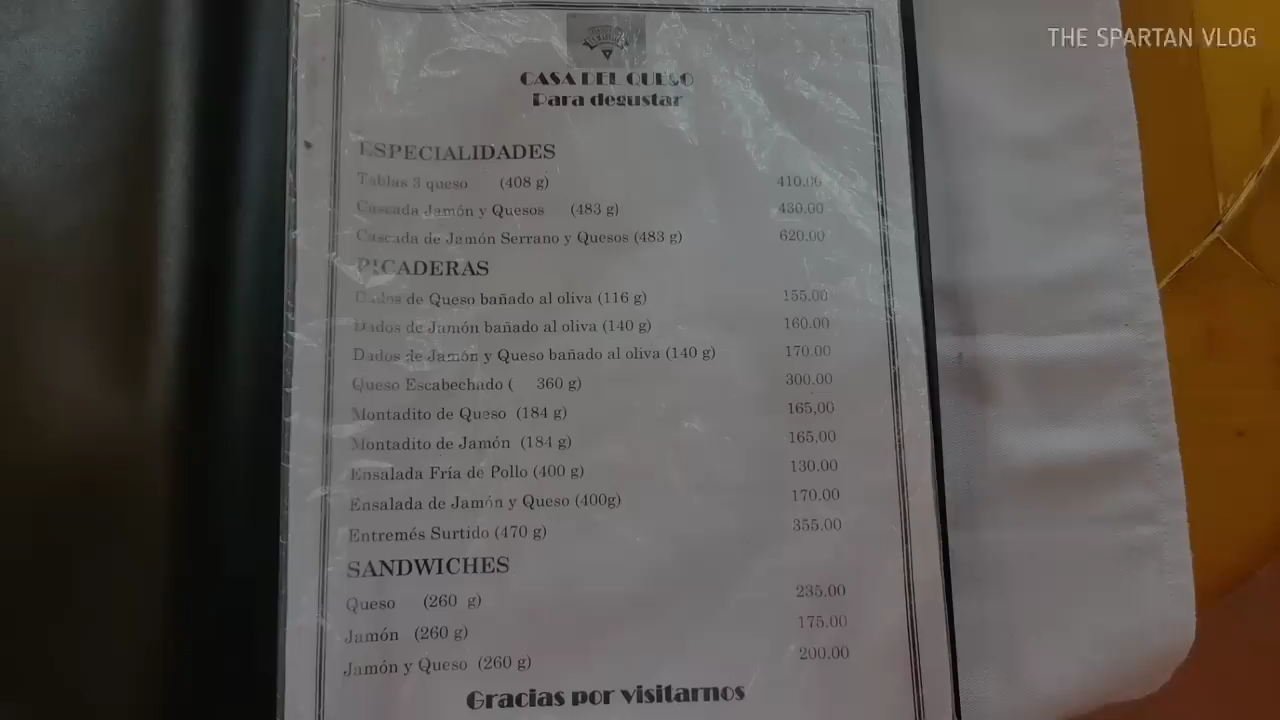 THE SPARTAN VLOG
CASA DEL QUESO
Para degustar
ESPECIALIDADES
Tablas 3 queso (408 g) 410.00
Cascada Jamón y Quesos (483 g) 430.00
Cascada de Jamón Serrano y Quesos (483 g) 620.00
PICADERAS
Dados de Queso bañado al oliva (116 g) 155.00
Dados de Jamón bañado al oliva (140 g) 160.00
Dados de Jamón y Queso bañado al oliva (140 g) 170.00
Queso Escabechado ( 360 g) 300.00
Montadito de Queso (184 g) 165,00
Montadito de Jamón (184 g) 165,00
Ensalada Fría de Pollo (400 g) 130.00
Ensalada de Jamón y Queso (400g) 170.00
Entremés Surtido (470 g) 355.00
SANDWICHES
Queso (260 g) 235.00
Jamón (260 g) 175.00
Jamón y Queso (260 g) 200.00
Gracias por visitarnos